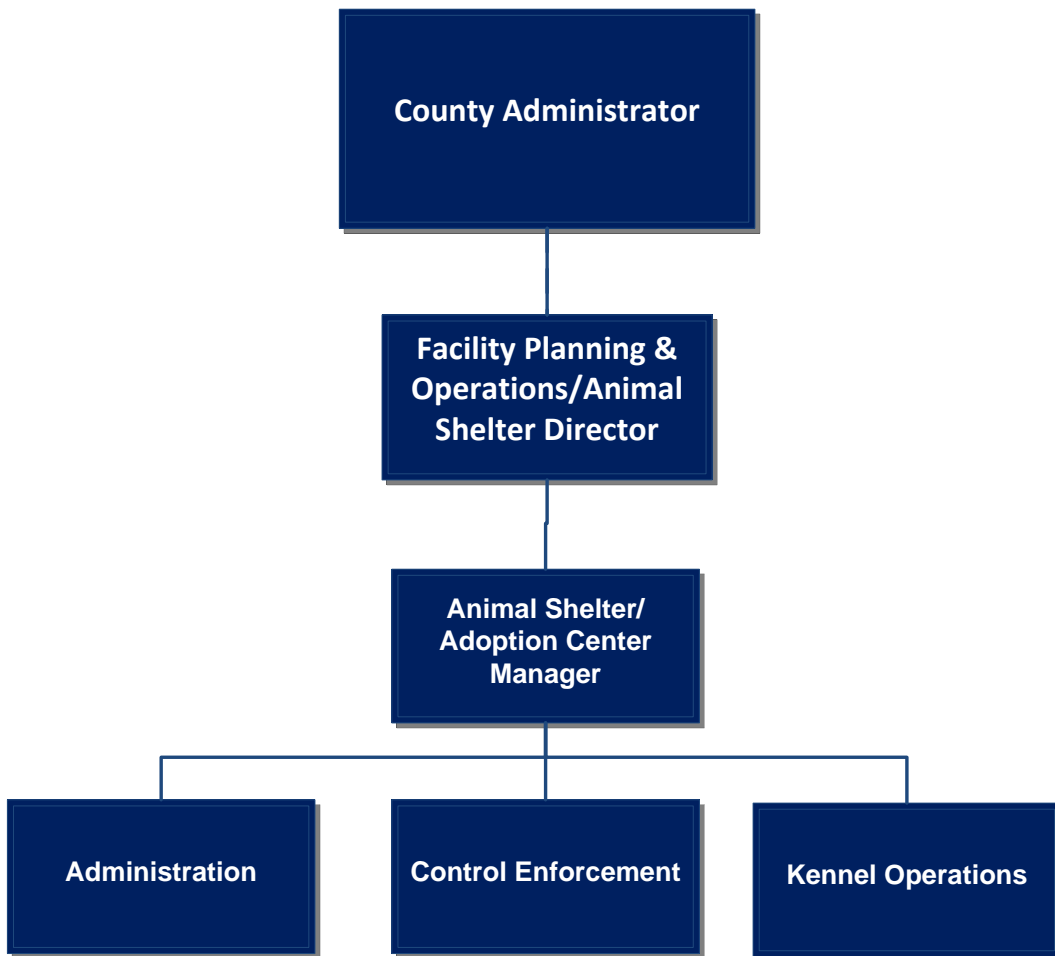 County Administrator
Facility Planning &
Operations/Animal
Shelter Director
Animal Shelter/
Adoption Center
Manager
Administration
Control Enforcement
Kennel Operations